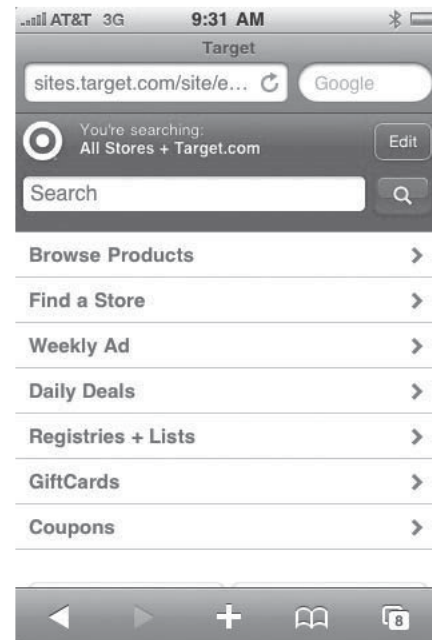 AT&T 3G 9:31 AM
Target
sites.target.com/site/e... Google
You're searching:
All Stores + Target.com
Edit
Search
Browse Products
Find a Store
Weekly Ad
Daily Deals
Registries + Lists
GiftCards
Coupons
8